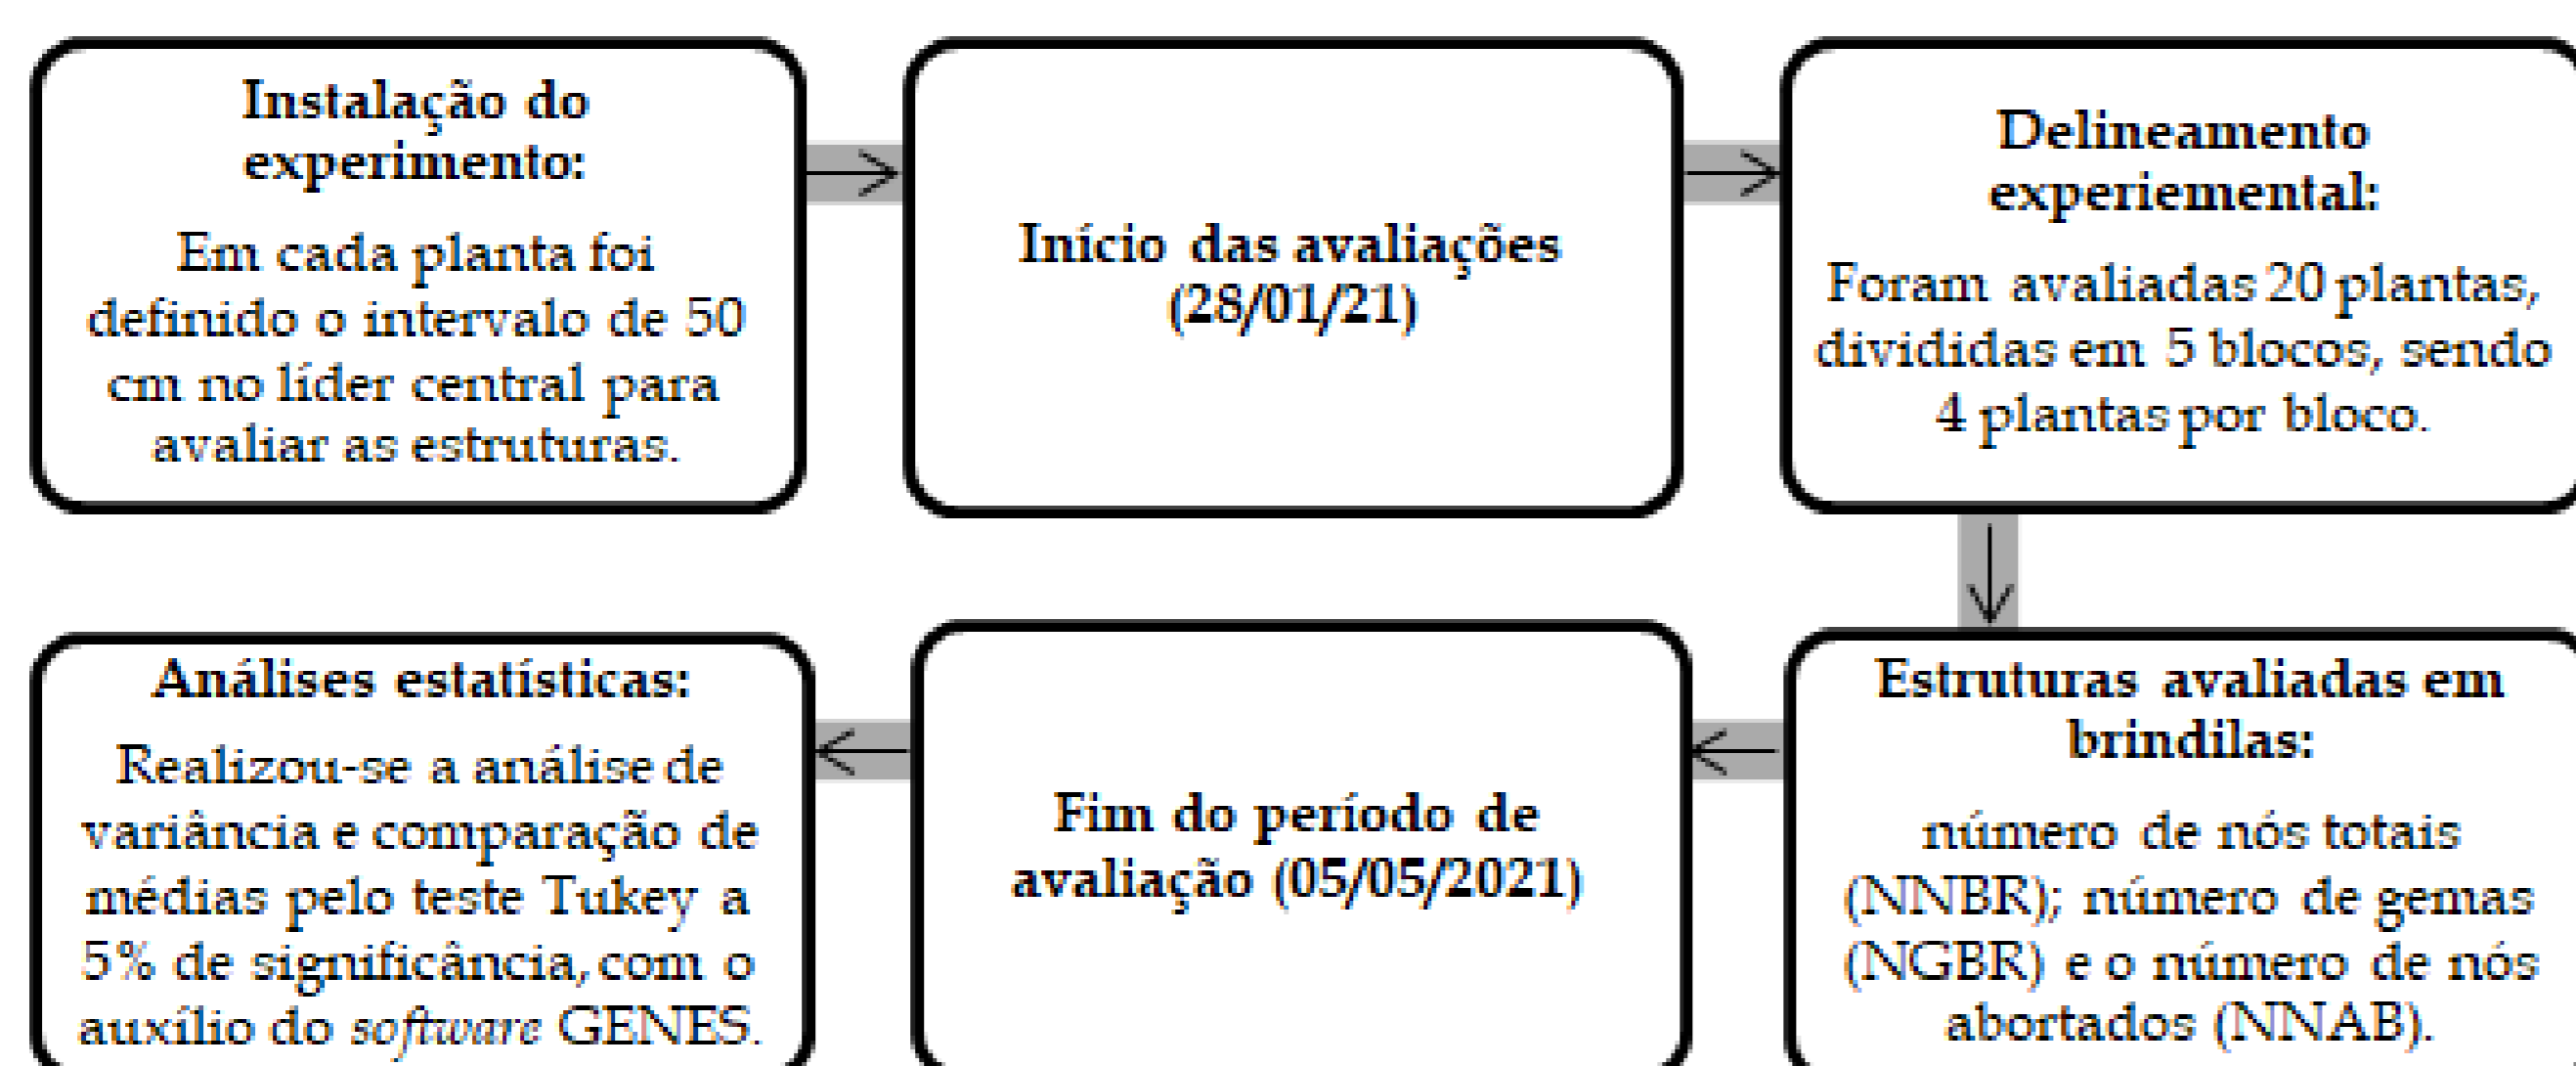 Instalação do
experimento:
Em cada planta foi
definido o intervalo de 50
cm no líder central para
avaliar as estruturas.
Início das avaliações
(28/01/21)
Delineamento
experiemental:
Foram avaliadas 20 plantas,
divididas em 5 blocos, sendo
4 plantas por bloco.
Estruturas avaliadas em
brindilas:
número de nós totais
(NNBR); número de gemas
(NGBR) e o número de nós
abortados (NNAB).
Fim do período de
avaliação (05/05/2021)
Análises estatísticas:
Realizou-se a análise de
variância e comparação de
médias pelo teste Tukey a
5% de significância, com o
auxílio do software GENES.